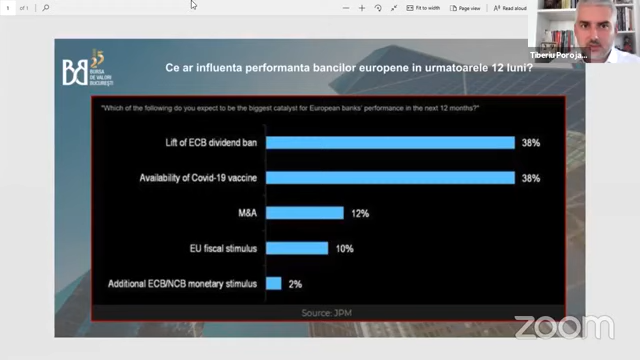 1
of 1
Fit to width
Page view
Read aloud
Tiberiu Poroja...
25
BURSA
DE VALORI
BUCUREȘTI
Ce ar influenta performanta bancilor europene in urmatoarele 12 luni?
"Which of the following do you expect to be the biggest catalyst for European banks' performance in the next 12 months?"
Lift of ECB dividend ban 38%
Availability of Covid-19 vaccine 38%
M&A 12%
EU fiscal stimulus 10%
Additional ECB/NCB monetary stimulus 2%
Source: JPM
zoom